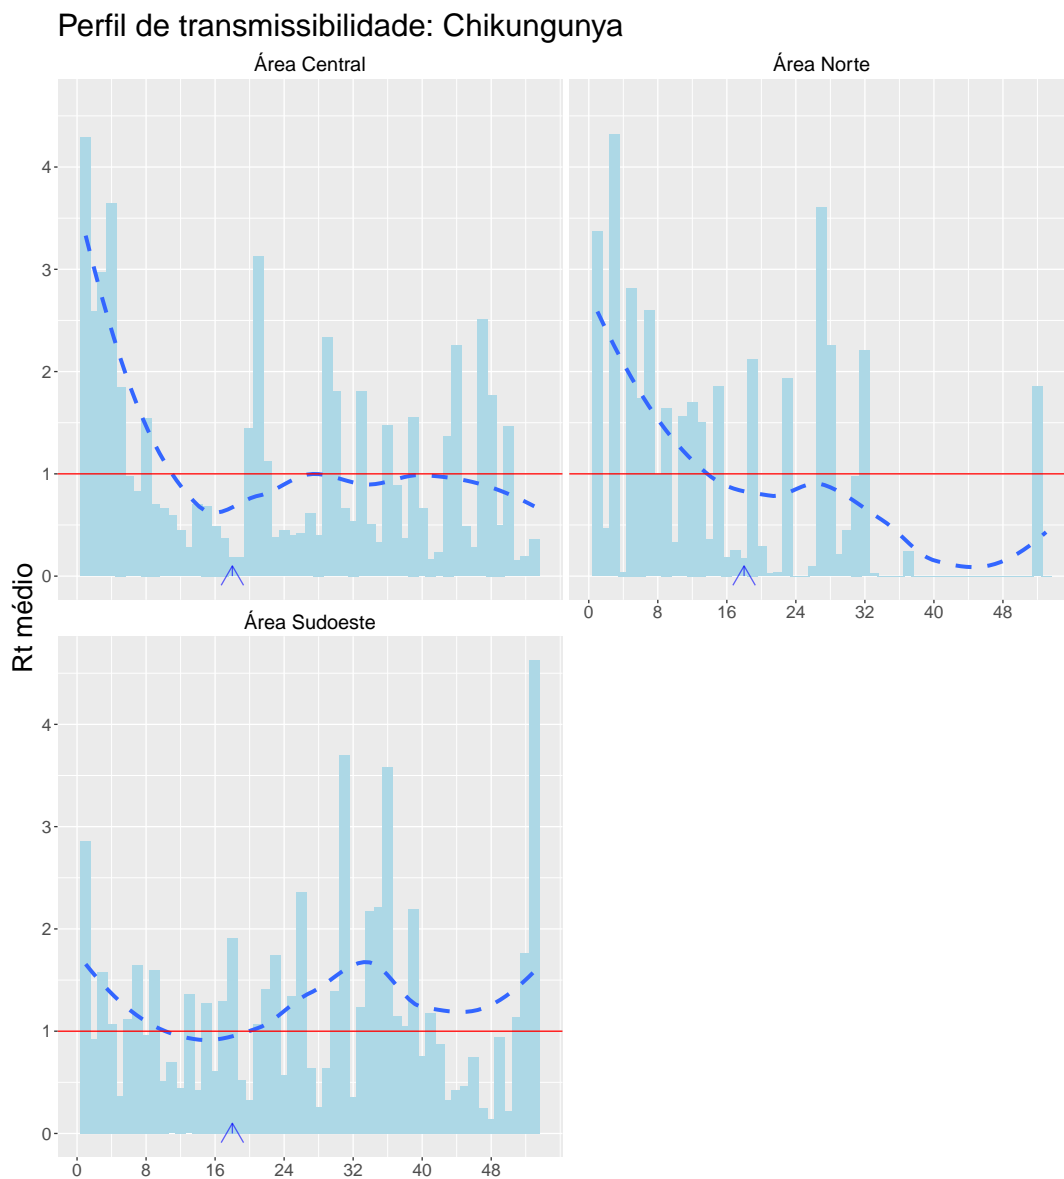 Perfil de transmissibilidade: Chikungunya
Área Central
Área Norte
4
3
2
1
0
0 8 16 24 32 40 48
Área Sudoeste
Rt médio
4
3
2
1
0
0 8 16 24 32 40 48